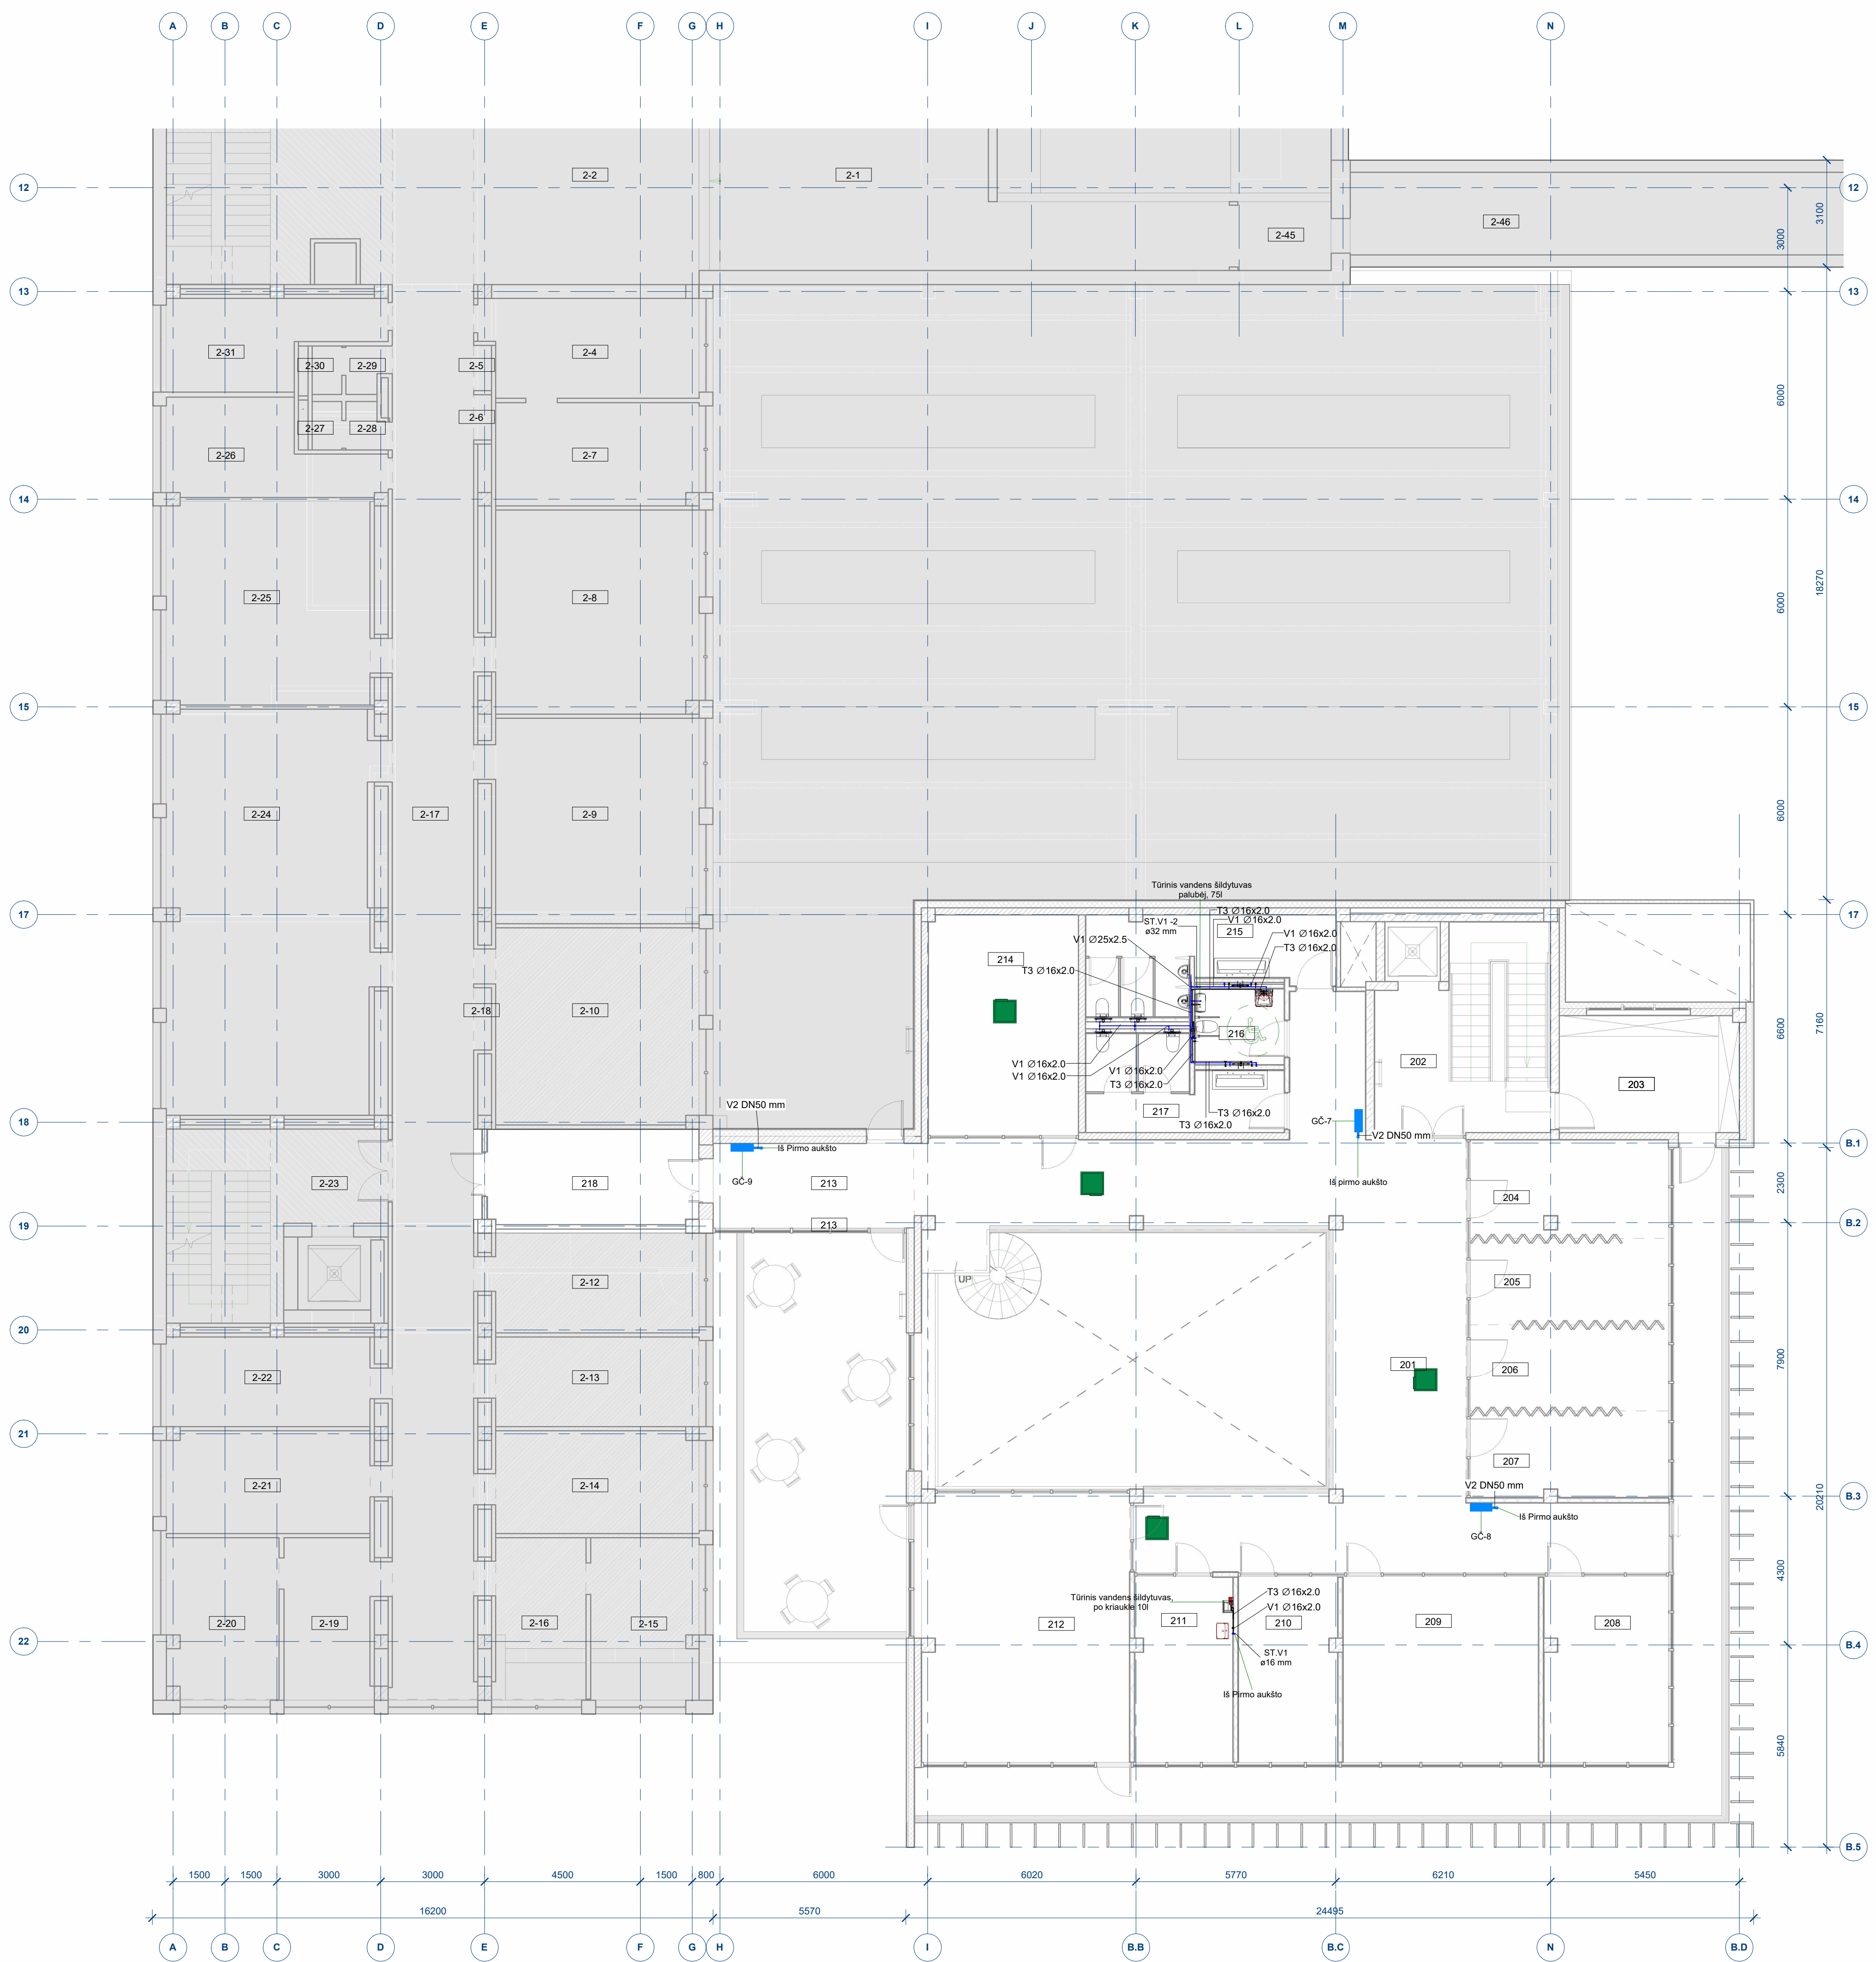 A B C D E F G H I J K L M N
12 2-2 2-1 12
3100
2-46
2-45
3000
13 13
2-31 2-4
2-30 2-29 2-5
6000
2-6
2-27 2-28
2-26 2-7
14 14
18270
2-25 2-8
6000
15 15
2-24 2-17 2-9
6000
Tūrinis vandens šildytuvas
palubėj, 75l
17 17
T3 ∅16x2.0
ST.V1 -2
ø32 mm
V1 ∅16x2.0
215
V1 ∅16x2.0
V1 ∅25x2.5
T3 ∅16x2.0
214
T3 ∅16x2.0
2-18 2-10
216
6600
7160
202
V1 ∅16x2.0
V1 ∅16x2.0
V1 ∅16x2.0
T3 ∅16x2.0
203
V2 DN50 mm
217
T3 ∅16x2.0
T3 ∅16x2.0
18
GČ-7
V2 DN50 mm
B.1
Iš Pirmo aukšto
GČ-9
Iš pirmo aukšto
2-23 218 213
204
2300
19 213 B.2
UP
2-12
205
20
2-22 2-13
201
206
7900
21
2-21 2-14
207
V2 DN50 mm
B.3
20210
Iš Pirmo aukšto
GČ-8
4300
T3 ∅16x2.0
Tūrinis vandens šildytuvas,
po kriaukle 10l
V1 ∅16x2.0
2-20 2-19 2-16 2-15 212 211 210 209 208
22 B.4
ST.V1
ø16 mm
Iš Pirmo aukšto
5840
B.5
1500 1500 3000 3000 4500 1500 800 6000 6020 5770 6210 5450
16200 5570 24495
A B C D E F G H I B.B B.C N B.D